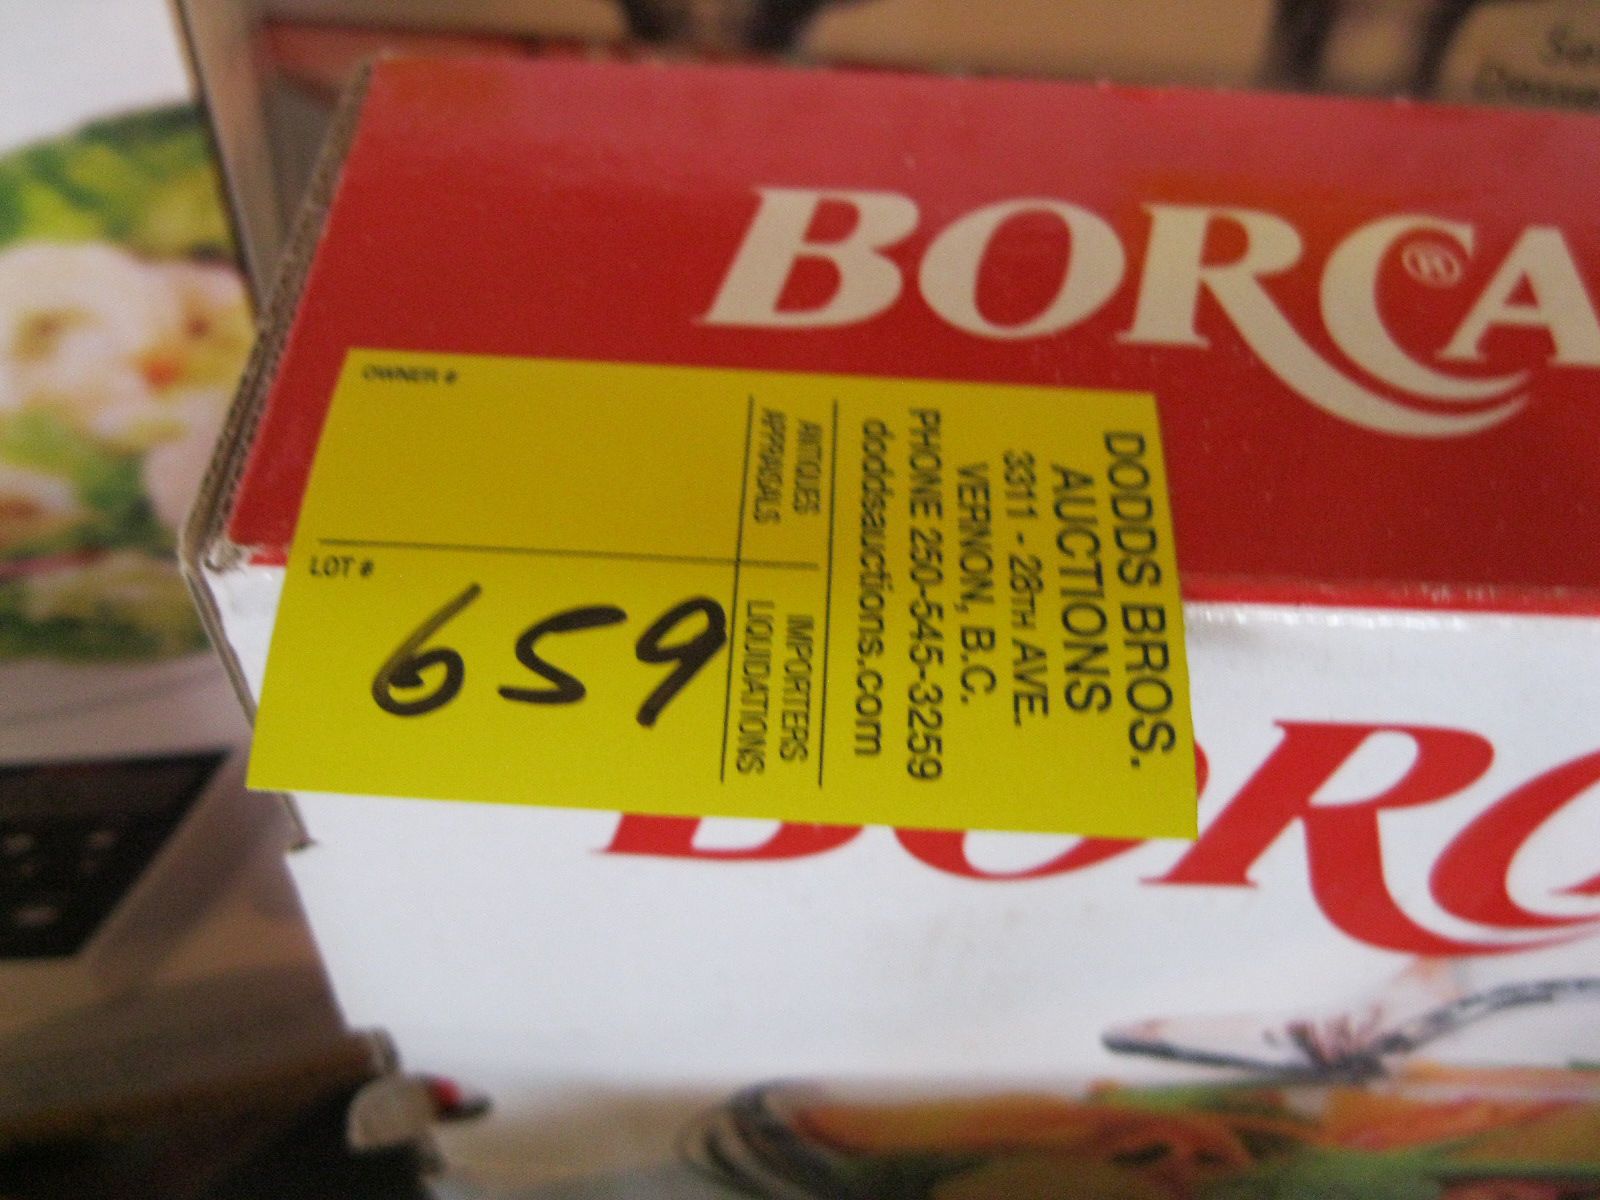 BORCA
®
OWNER #
LOT #
659
ANTIQUES
APPRAISALS
IMPORTERS
LIQUIDATIONS
DODDS BROS.
AUCTIONS
3311 - 28TH AVE.
VERNON, B.C.
PHONE 250-545-3259
doddsauctions.com
BORC